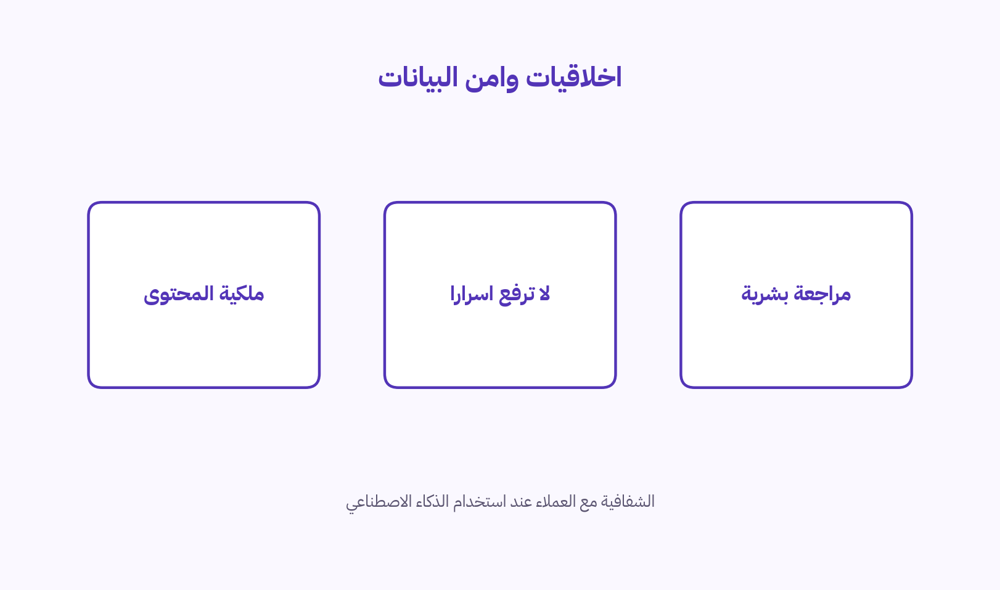 اخلاقيات وامن البيانات
مراجعة بشرية
لا ترفع اسرارا
ملكية المحتوى
الشفافية مع العملاء عند استخدام الذكاء الاصطناعي